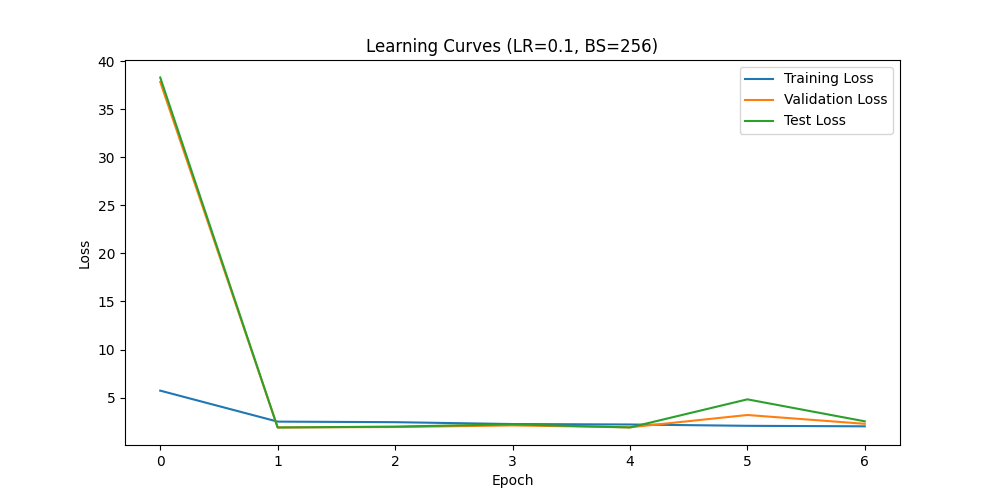 Learning Curves (LR=0.1, BS=256)
Training Loss
Validation Loss
Test Loss
Loss
40
35
30
25
20
15
10
5
0 1 2 3 4 5 6
Epoch